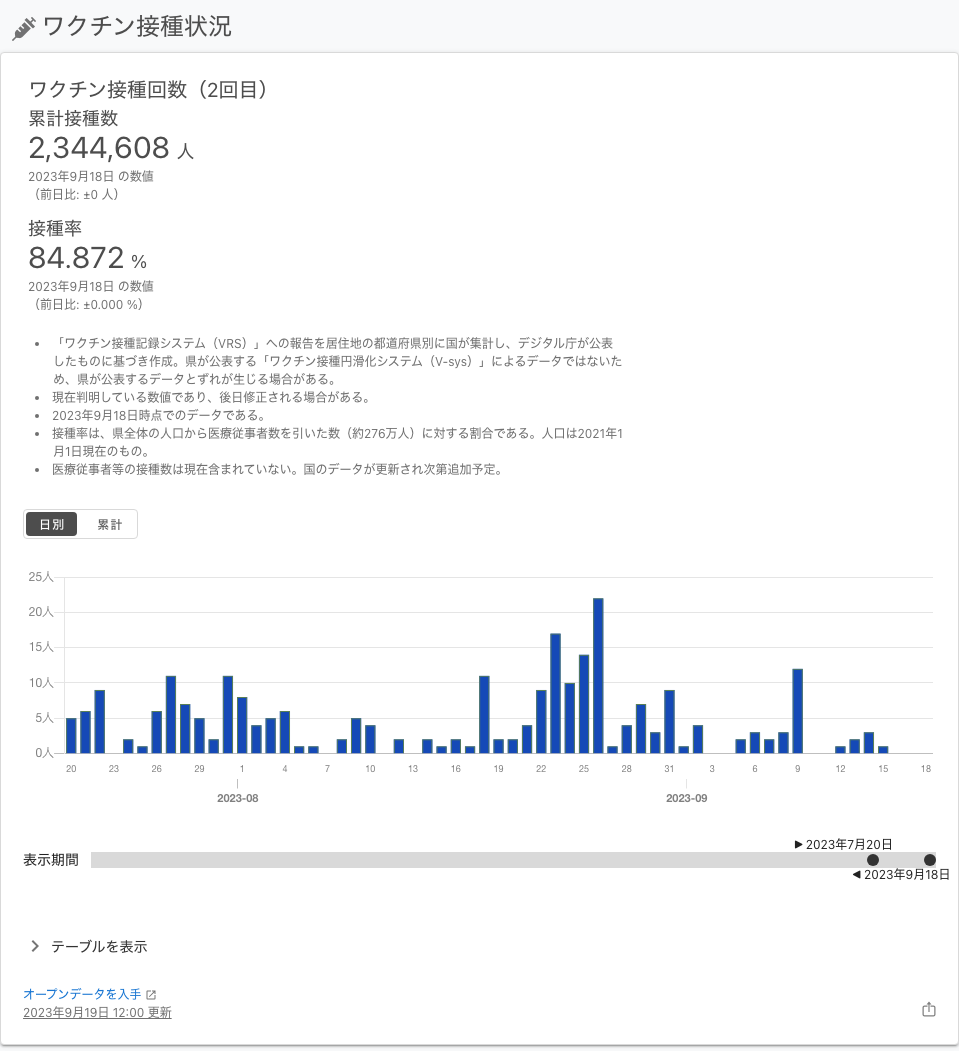 ワクチン接種状況
ワクチン接種回数（2回目）
累計接種数
2,344,608 人
2023年9月18日 の数値
（前日比: ±0 人）
接種率
84.872 %
2023年9月18日 の数値
（前日比: ±0.000 %）
• 「ワクチン接種記録システム（VRS）」への報告を居住地の都道府県別に国が集計し、デジタル庁が公表
したものに基づき作成。県が公表する「ワクチン接種円滑化システム（V-sys）」によるデータではないた
め、県が公表するデータとずれが生じる場合がある。
• 現在判明している数値であり、後日修正される場合がある。
• 2023年9月18日時点でのデータである。
• 接種率は、県全体の人口から医療従事者数を引いた数（約276万人）に対する割合である。人口は2021年1
月1日現在のもの。
• 医療従事者等の接種数は現在含まれていない。国のデータが更新され次第追加予定。
日別 累計
25人
20人
15人
10人
5人
0人
20 23 26 29 1 4 7 10 13 16 19 22 25 28 31 3 6 9 12 15 18
2023-08 2023-09
▶ 2023年7月20日
表示期間
◀ 2023年9月18日
テーブルを表示
オープンデータを入手
2023年9月19日 12:00 更新